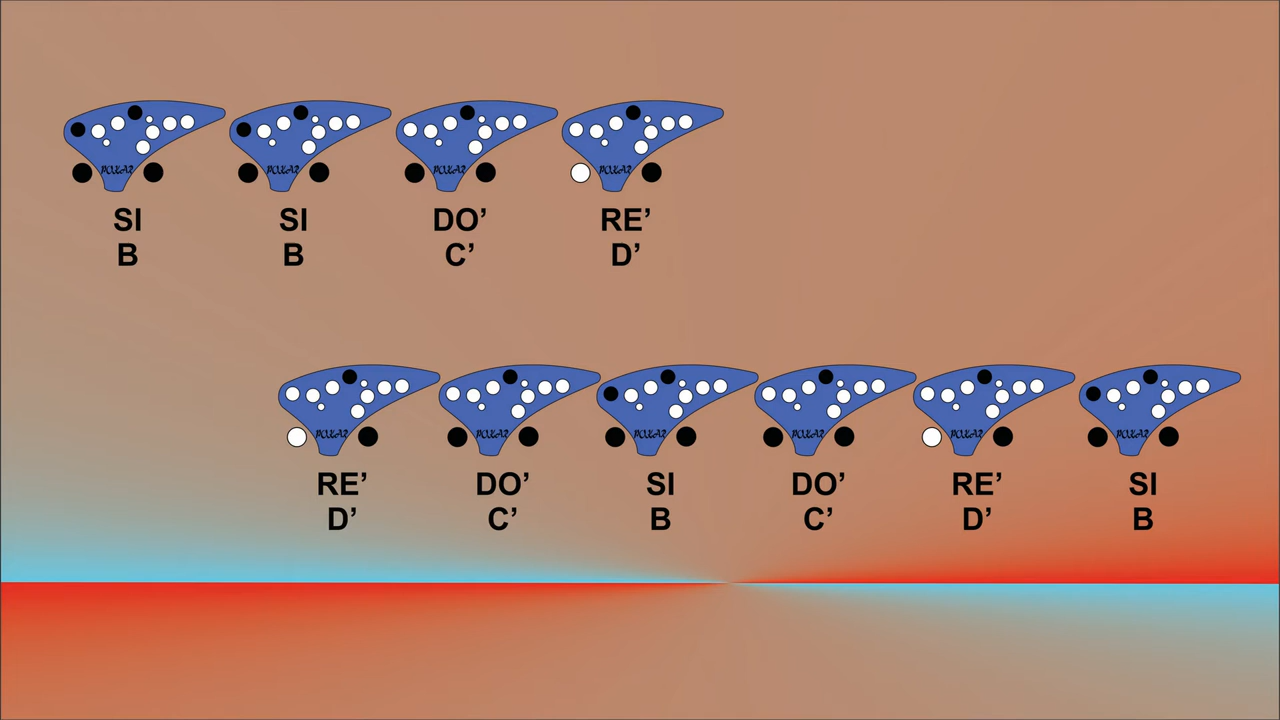 SI SI DO’ RE’
B B C’ D’
RE’ DO’ SI DO’ RE’ SI
D’ C’ B C’ D’ B